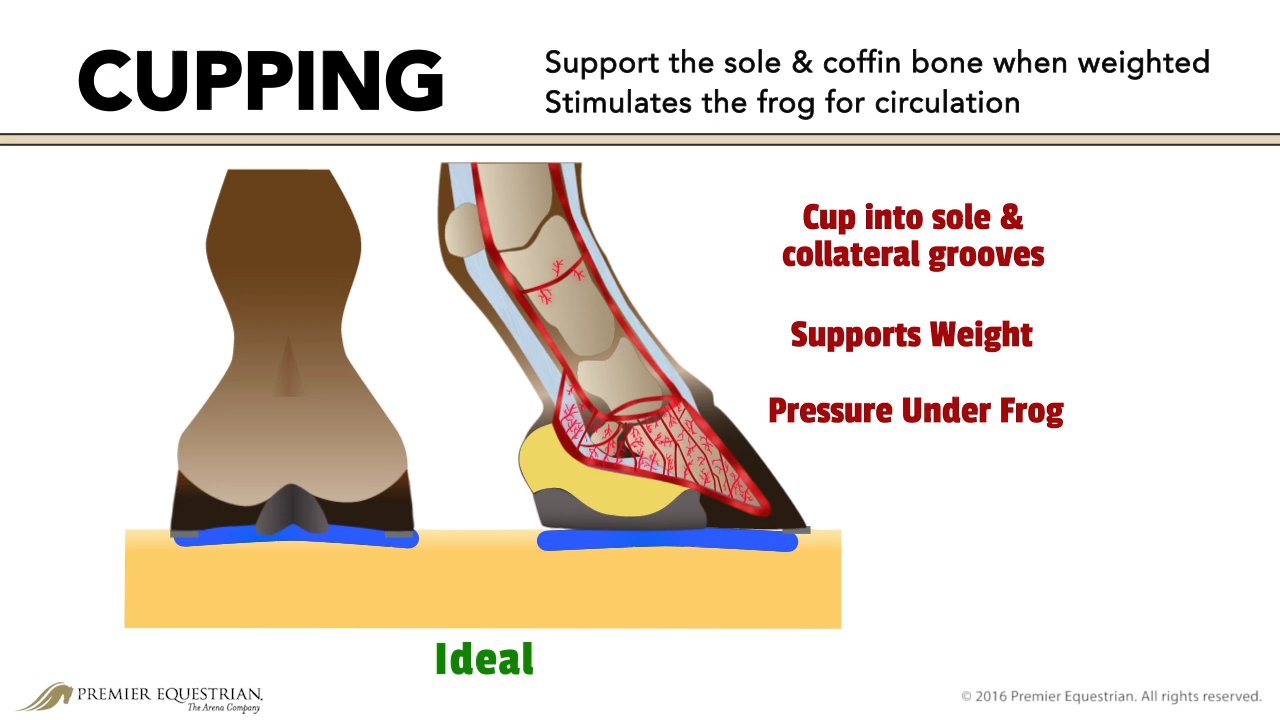 CUPPING
Support the sole & coffin bone when weighted
Stimulates the frog for circulation
Cup into sole &
collateral grooves
Supports Weight
Pressure Under Frog
Ideal
PREMIER EQUESTRIAN.
The Arena Company
© 2016 Premier Equestrian. All rights reserved.